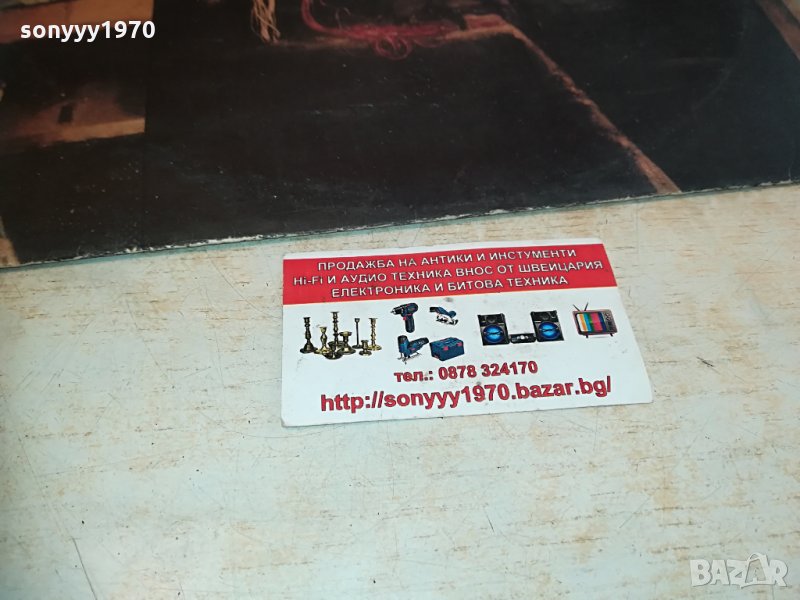 sonyyy1970
ПРОДАЖБА НА АНТИКИ И ИНСТУМЕНТИ
Hi-Fi И АУДИО ТЕХНИКА ВНОС ОТ ШВЕЙЦАРИЯ
ЕЛЕКТРОНИКА И БИТОВА ТЕХНИКА
тел.: 0878 324170
http://sonyyy1970.bazar.bg/
BAZAR